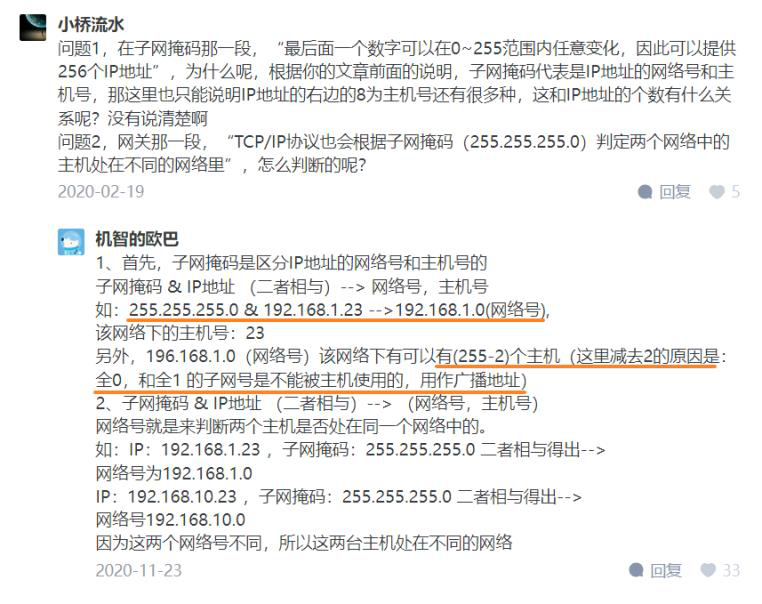 小桥流水
问题1，在子网掩码那一段，“最后面一个数字可以在0~255范围内任意变化，因此可以提供
256个IP地址”，为什么呢，根据你的文章前面的说明，子网掩码代表是IP地址的网络号和主
机号，那这里也只能说明IP地址的右边的8为主机号还有很多种，这和IP地址的个数有什么关
系呢？没有说清楚啊
问题2，网关那一段，“TCP/IP协议也会根据子网掩码（255.255.255.0）判定两个网络中的
主机处在不同的网络里”，怎么判断的呢？
2020-02-19 回复 5
机智的欧巴
1、首先，子网掩码是区分IP地址的网络号和主机号的
子网掩码 & IP地址 （二者相与）--> 网络号，主机号
如：255.255.255.0 & 192.168.1.23 -->192.168.1.0(网络号),
该网络下的主机号：23
另外，196.168.1.0（网络号）该网络下有可以有(255-2)个主机（这里减去2的原因是：
全0，和全1 的子网号是不能被主机使用的，用作广播地址）
2、子网掩码 & IP地址 （二者相与）--> （网络号，主机号）
网络号就是来判断两个主机是否处在同一个网络中的。
如：IP：192.168.1.23 ，子网掩码：255.255.255.0 二者相与得出-->
网络号为192.168.1.0
IP：192.168.10.23 ，子网掩码：255.255.255.0 二者相与得出-->
网络号192.168.10.0
因为这两个网络号不同，所以这两台主机处在不同的网络
2020-11-23 回复 33